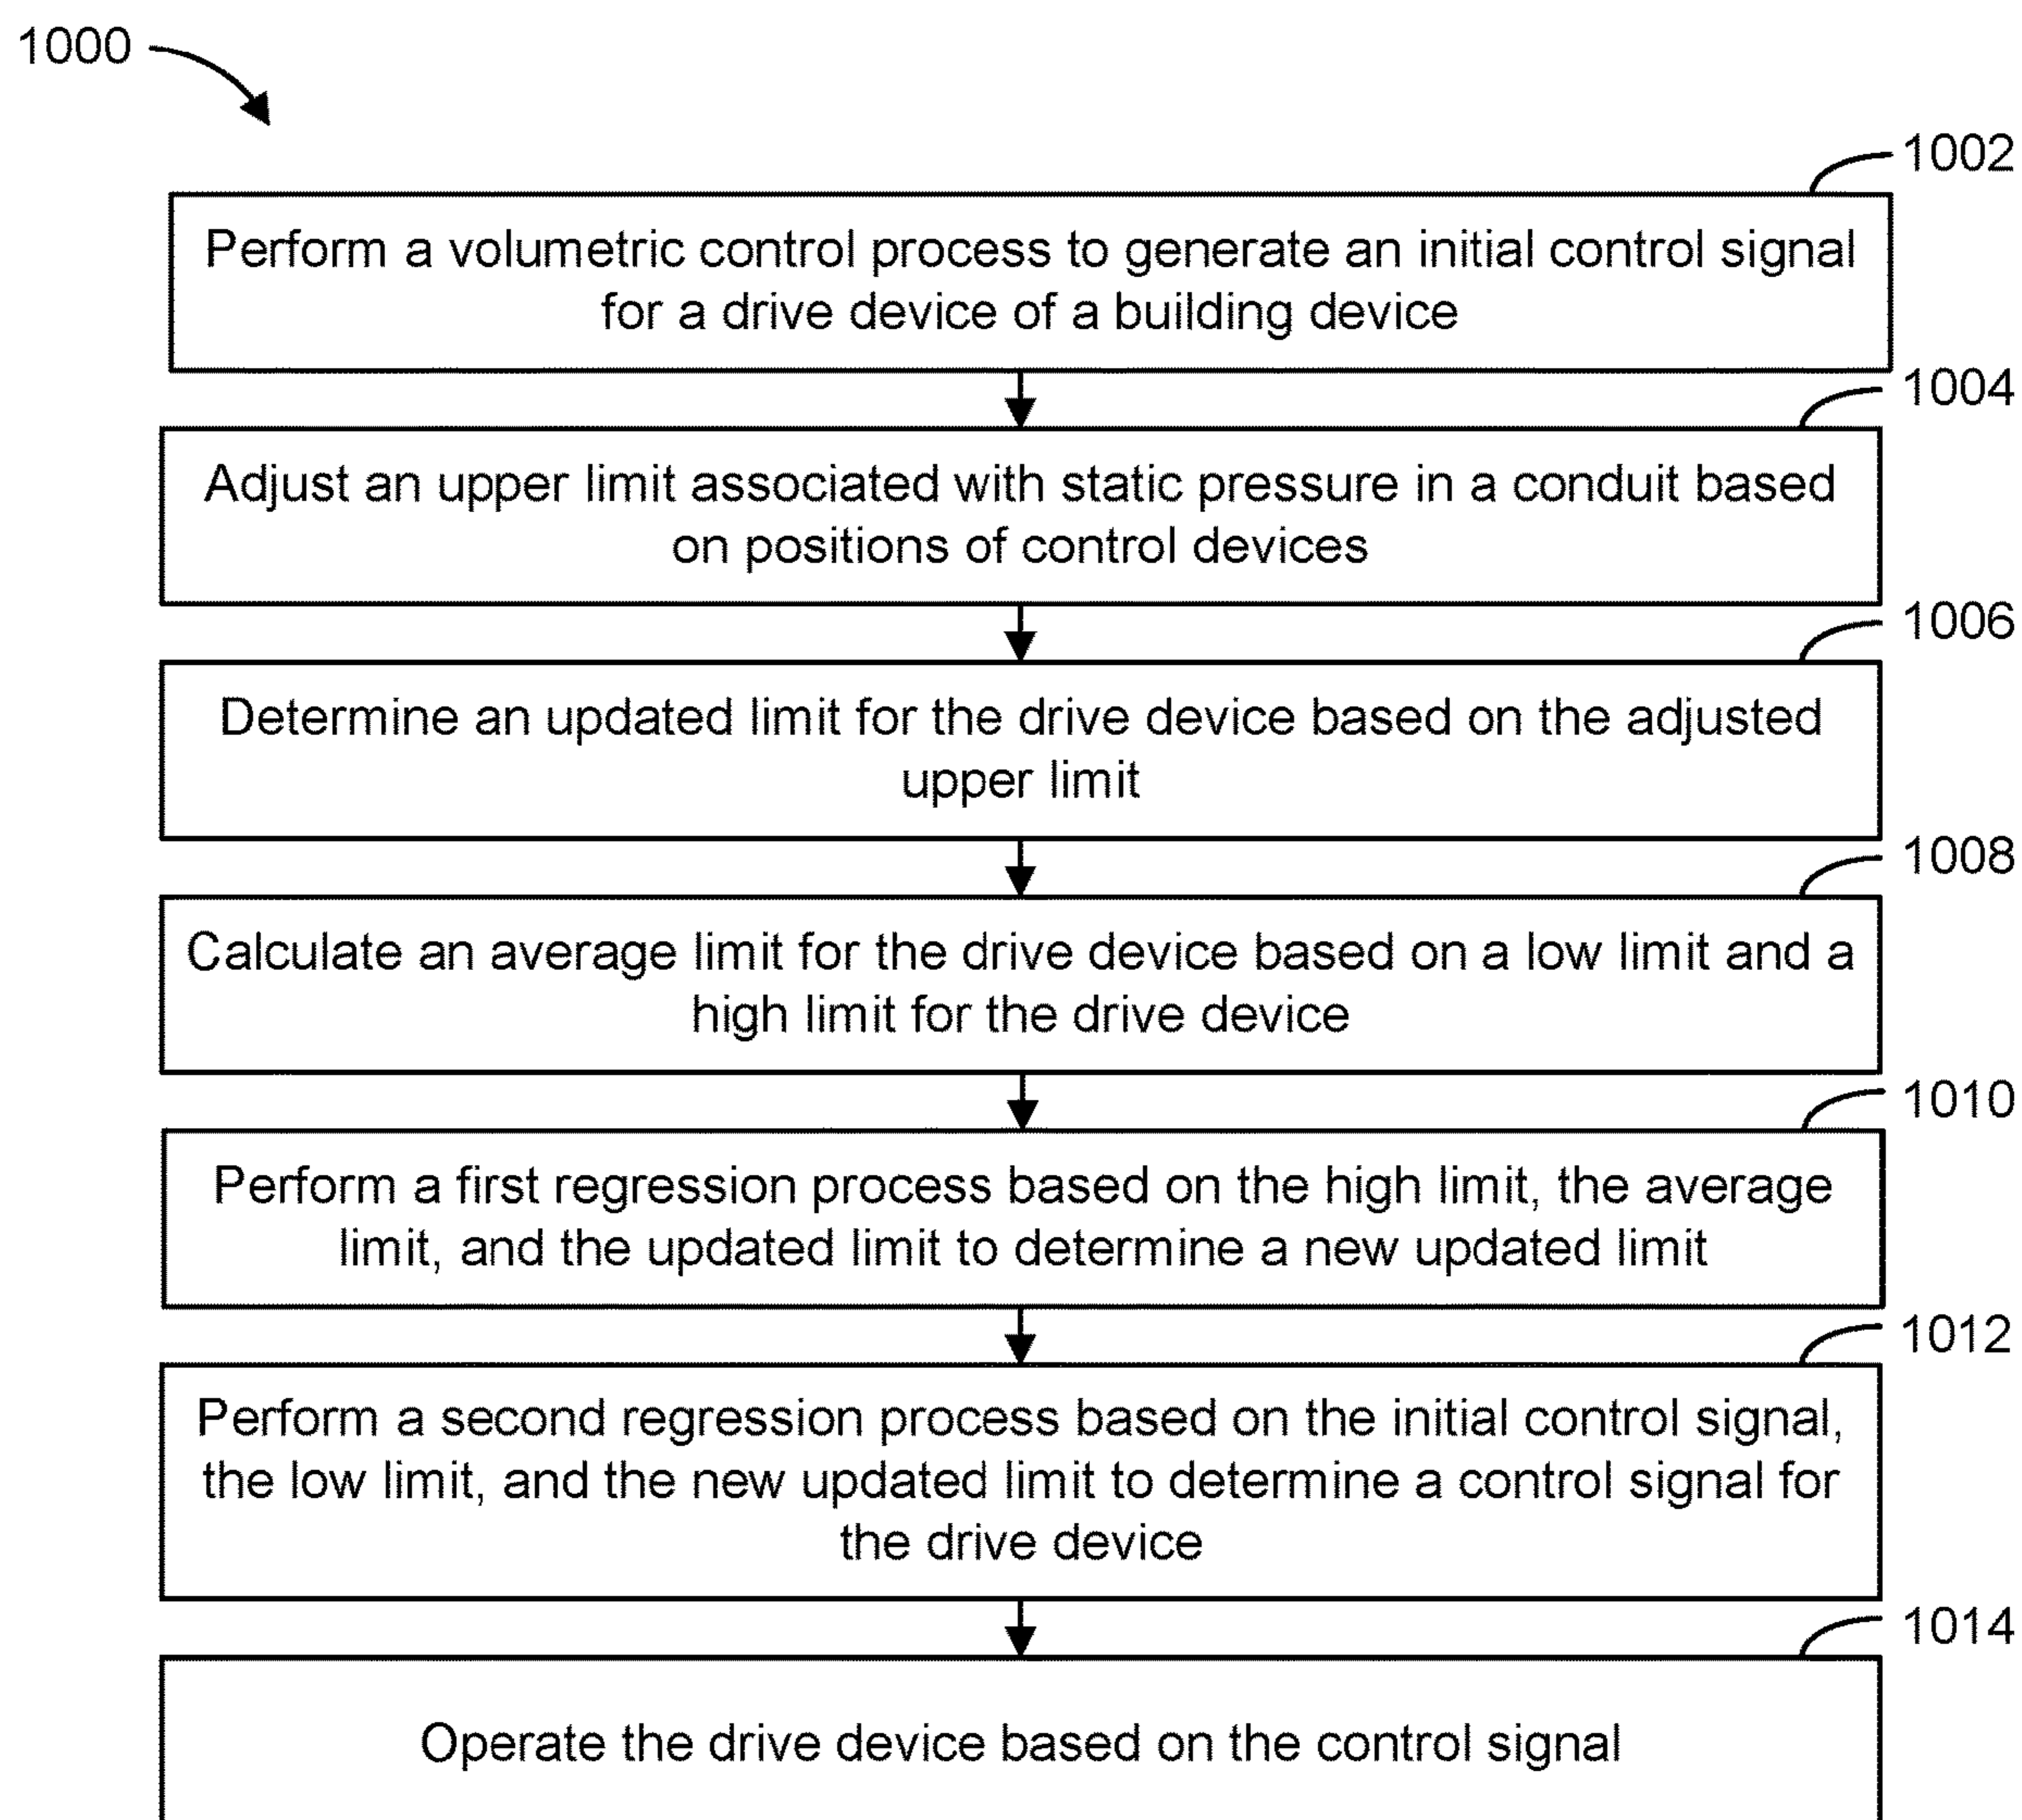 1000
1002
Perform a volumetric control process to generate an initial control signal
for a drive device of a building device
1004
Adjust an upper limit associated with static pressure in a conduit based
on positions of control devices
1006
Determine an updated limit for the drive device based on the adjusted
upper limit
1008
Calculate an average limit for the drive device based on a low limit and a
high limit for the drive device
1010
Perform a first regression process based on the high limit, the average
limit, and the updated limit to determine a new updated limit
1012
Perform a second regression process based on the initial control signal,
the low limit, and the new updated limit to determine a control signal for
the drive device
1014
Operate the drive device based on the control signal